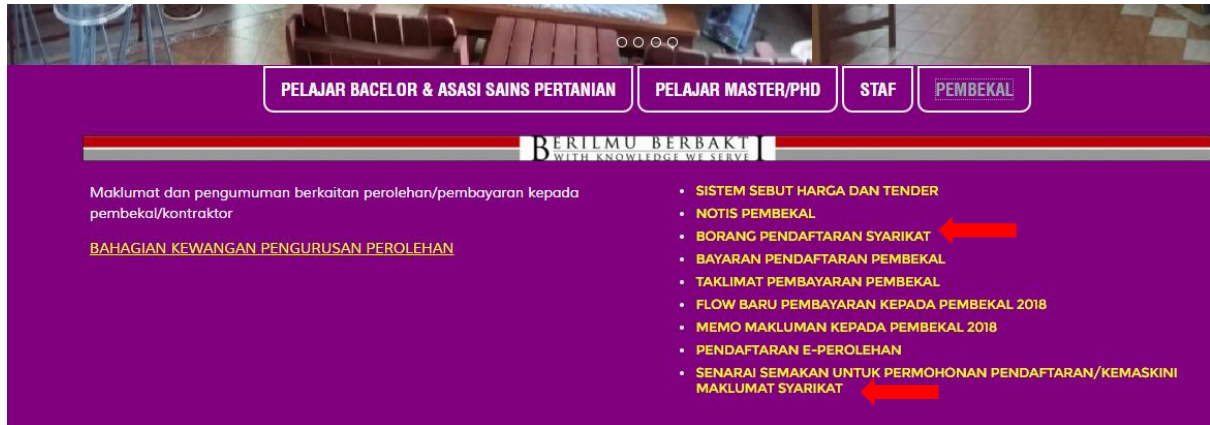 PELAJAR BACELOR & ASASI SAINS PERTANIAN
PELAJAR MASTER/PHD
STAF
PEMBEKAL
BERILMU BERBAKTI
WITH KNOWLEDGE WE SERVE
Maklumat dan pengumuman berkaitan perolehan/pembayaran kepada
pembekal/kontraktor
BAHAGIAN KEWANGAN PENGURUSAN PEROLEHAN
• SISTEM SEBUT HARGA DAN TENDER
• NOTIS PEMBEKAL
• BORANG PENDAFTARAN SYARIKAT
• BAYARAN PENDAFTARAN PEMBEKAL
• TAKLIMAT PEMBAYARAN PEMBEKAL
• FLOW BARU PEMBAYARAN KEPADA PEMBEKAL 2018
• MEMO MAKLUMAN KEPADA PEMBEKAL 2018
• PENDAFTARAN E-PEROLEHAN
• SENARAI SEMAKAN UNTUK PERMOHONAN PENDAFTARAN/KEMASKINI
MAKLUMAT SYARIKAT